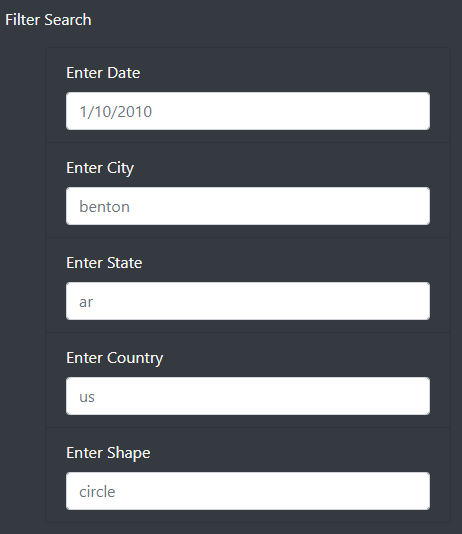 Filter Search
Enter Date
1/10/2010
Enter City
benton
Enter State
ar
Enter Country
us
Enter Shape
circle